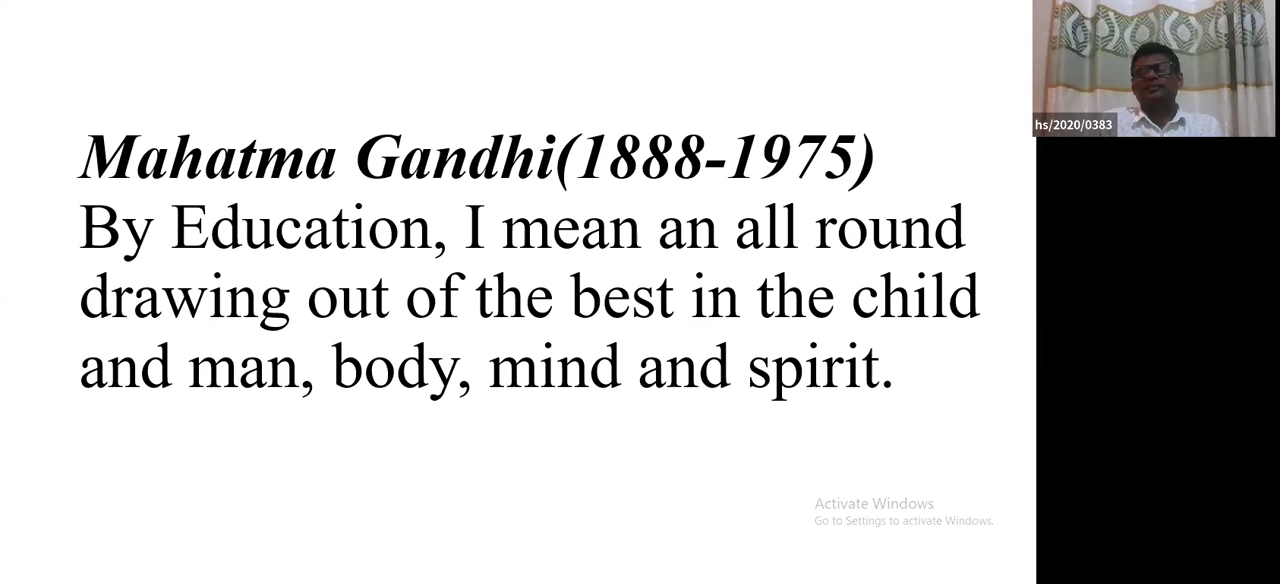 Mahatma Gandhi(1888-1975)
By Education, I mean an all round
drawing out of the best in the child
and man, body, mind and spirit.
hs/2020/0383
Activate Windows
Go to Settings to activate Windows.